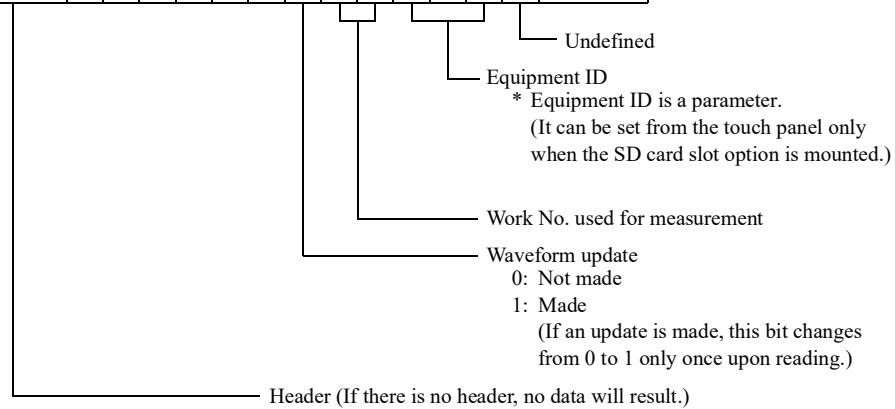 Undefined
Equipment ID
* Equipment ID is a parameter.
(It can be set from the touch panel only
when the SD card slot option is mounted.)
Work No. used for measurement
Waveform update
0: Not made
1: Made
(If an update is made, this bit changes
from 0 to 1 only once upon reading.)
Header (If there is no header, no data will result.)